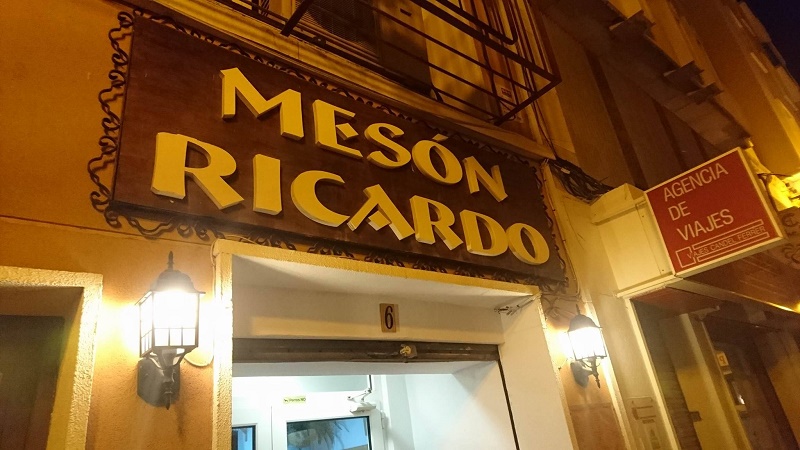 MESÓN
RICARDO
6
AGENCIA
DE
VIAJES